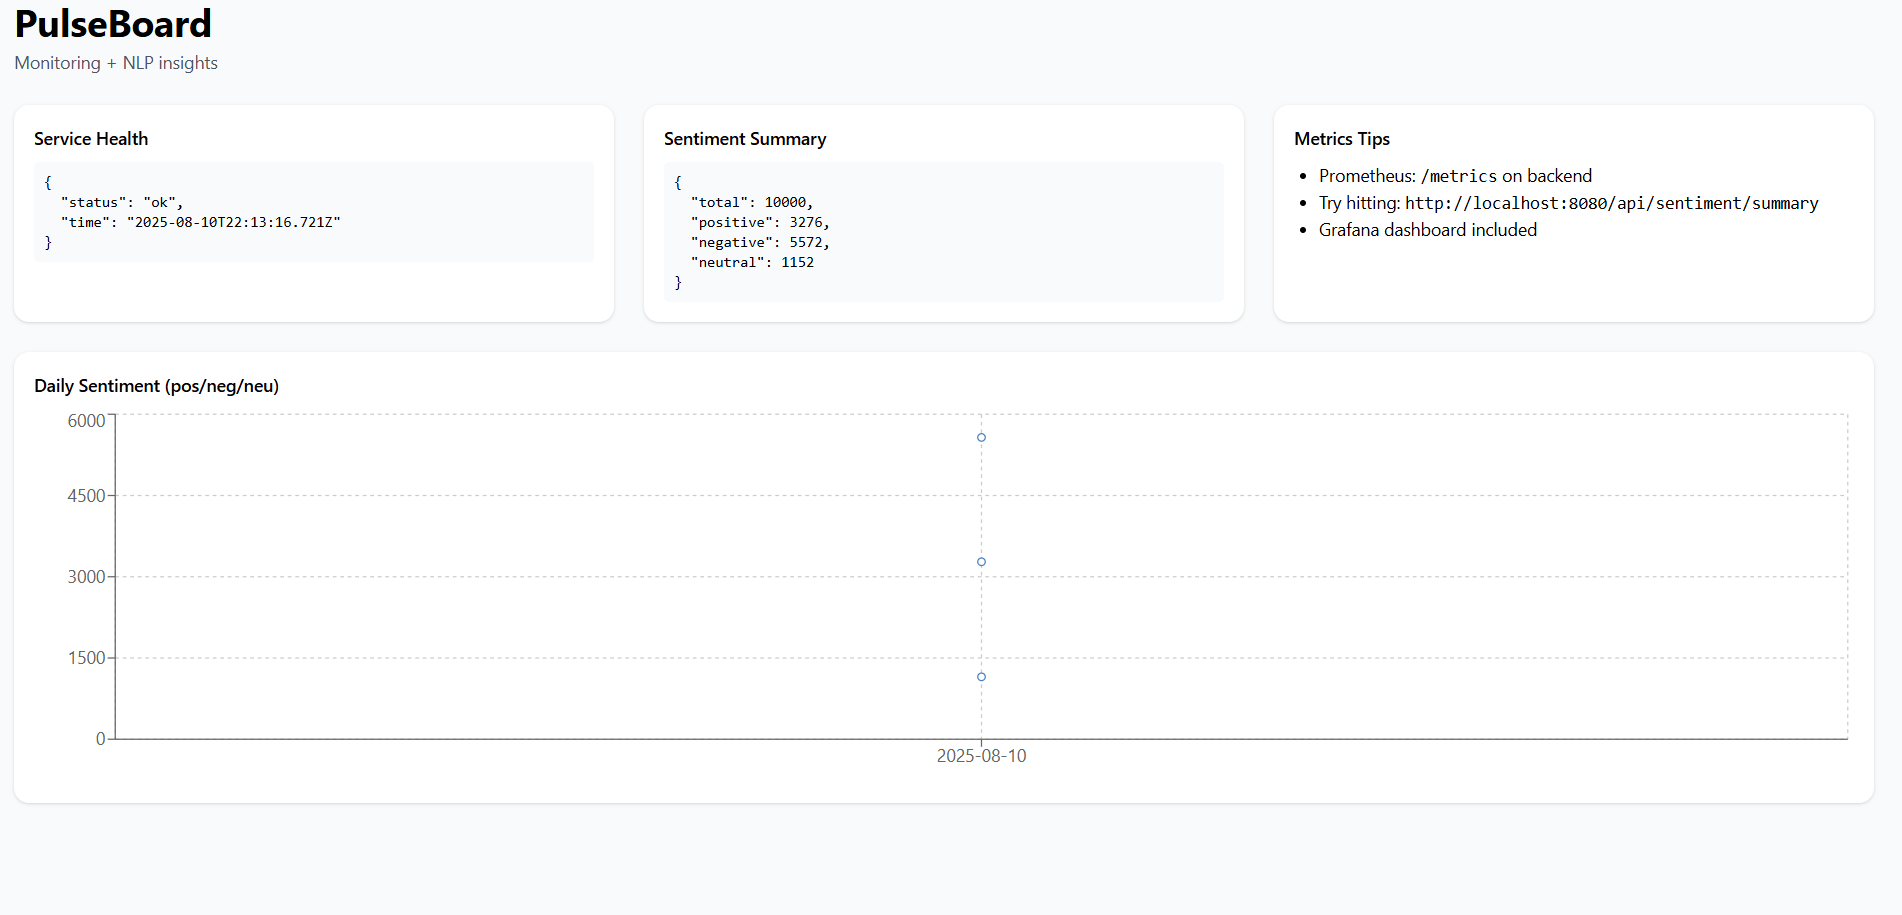 PulseBoard
Monitoring + NLP insights
Service Health
{
  "status": "ok",
  "time": "2025-08-10T22:13:16.721Z"
}
Sentiment Summary
{
  "total": 10000,
  "positive": 3276,
  "negative": 5572,
  "neutral": 1152
}
Metrics Tips
• Prometheus: /metrics on backend
• Try hitting: http://localhost:8080/api/sentiment/summary
• Grafana dashboard included
Daily Sentiment (pos/neg/neu)
6000
4500
3000
1500
0
2025-08-10